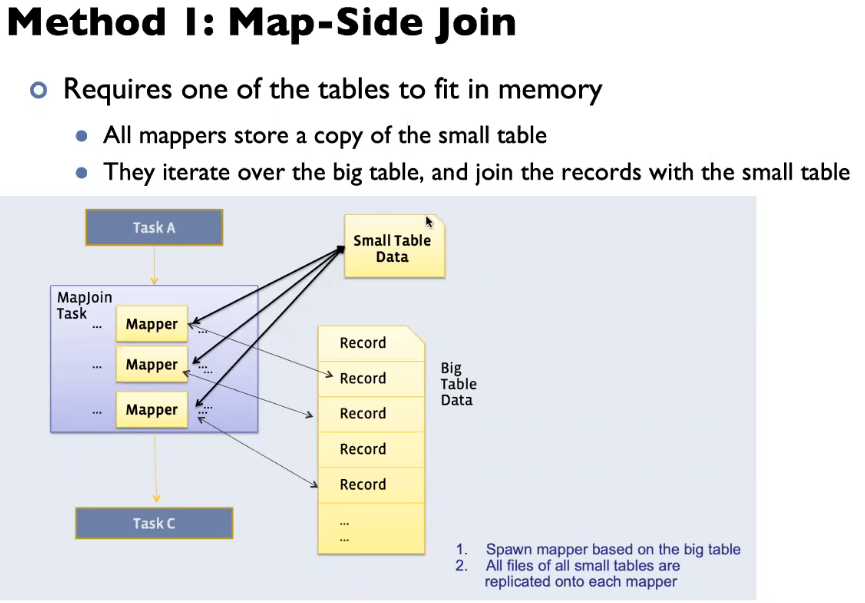 Method 1: Map-Side Join
Requires one of the tables to fit in memory
All mappers store a copy of the small table
They iterate over the big table, and join the records with the small table
Task A
Small Table
Data
MapJoin
Task
... Mapper ...
... Mapper ...
... Mapper ...
Record
Record
Record
Record
Record
...
...
Big
Table
Data
Task C
1. Spawn mapper based on the big table
2. All files of all small tables are
replicated onto each mapper